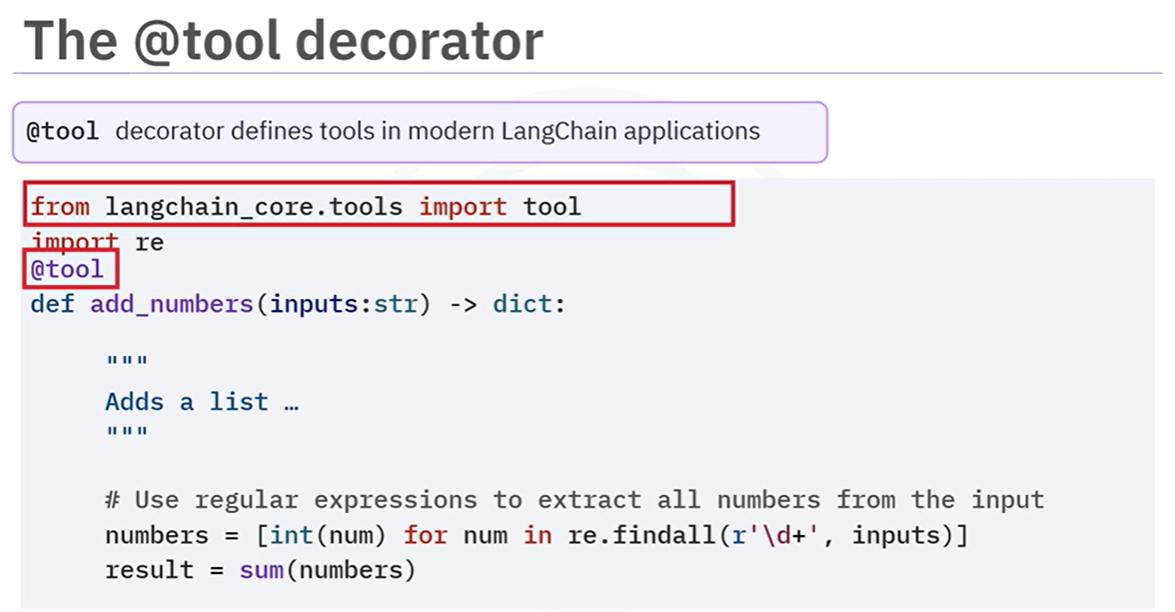 The @tool decorator
@tool decorator defines tools in modern LangChain applications
from langchain_core.tools import tool
import re
@tool
def add_numbers(inputs:str) -> dict:
"""
Adds a list …
"""
# Use regular expressions to extract all numbers from the input
numbers = [int(num) for num in re.findall(r'\d+', inputs)]
result = sum(numbers)